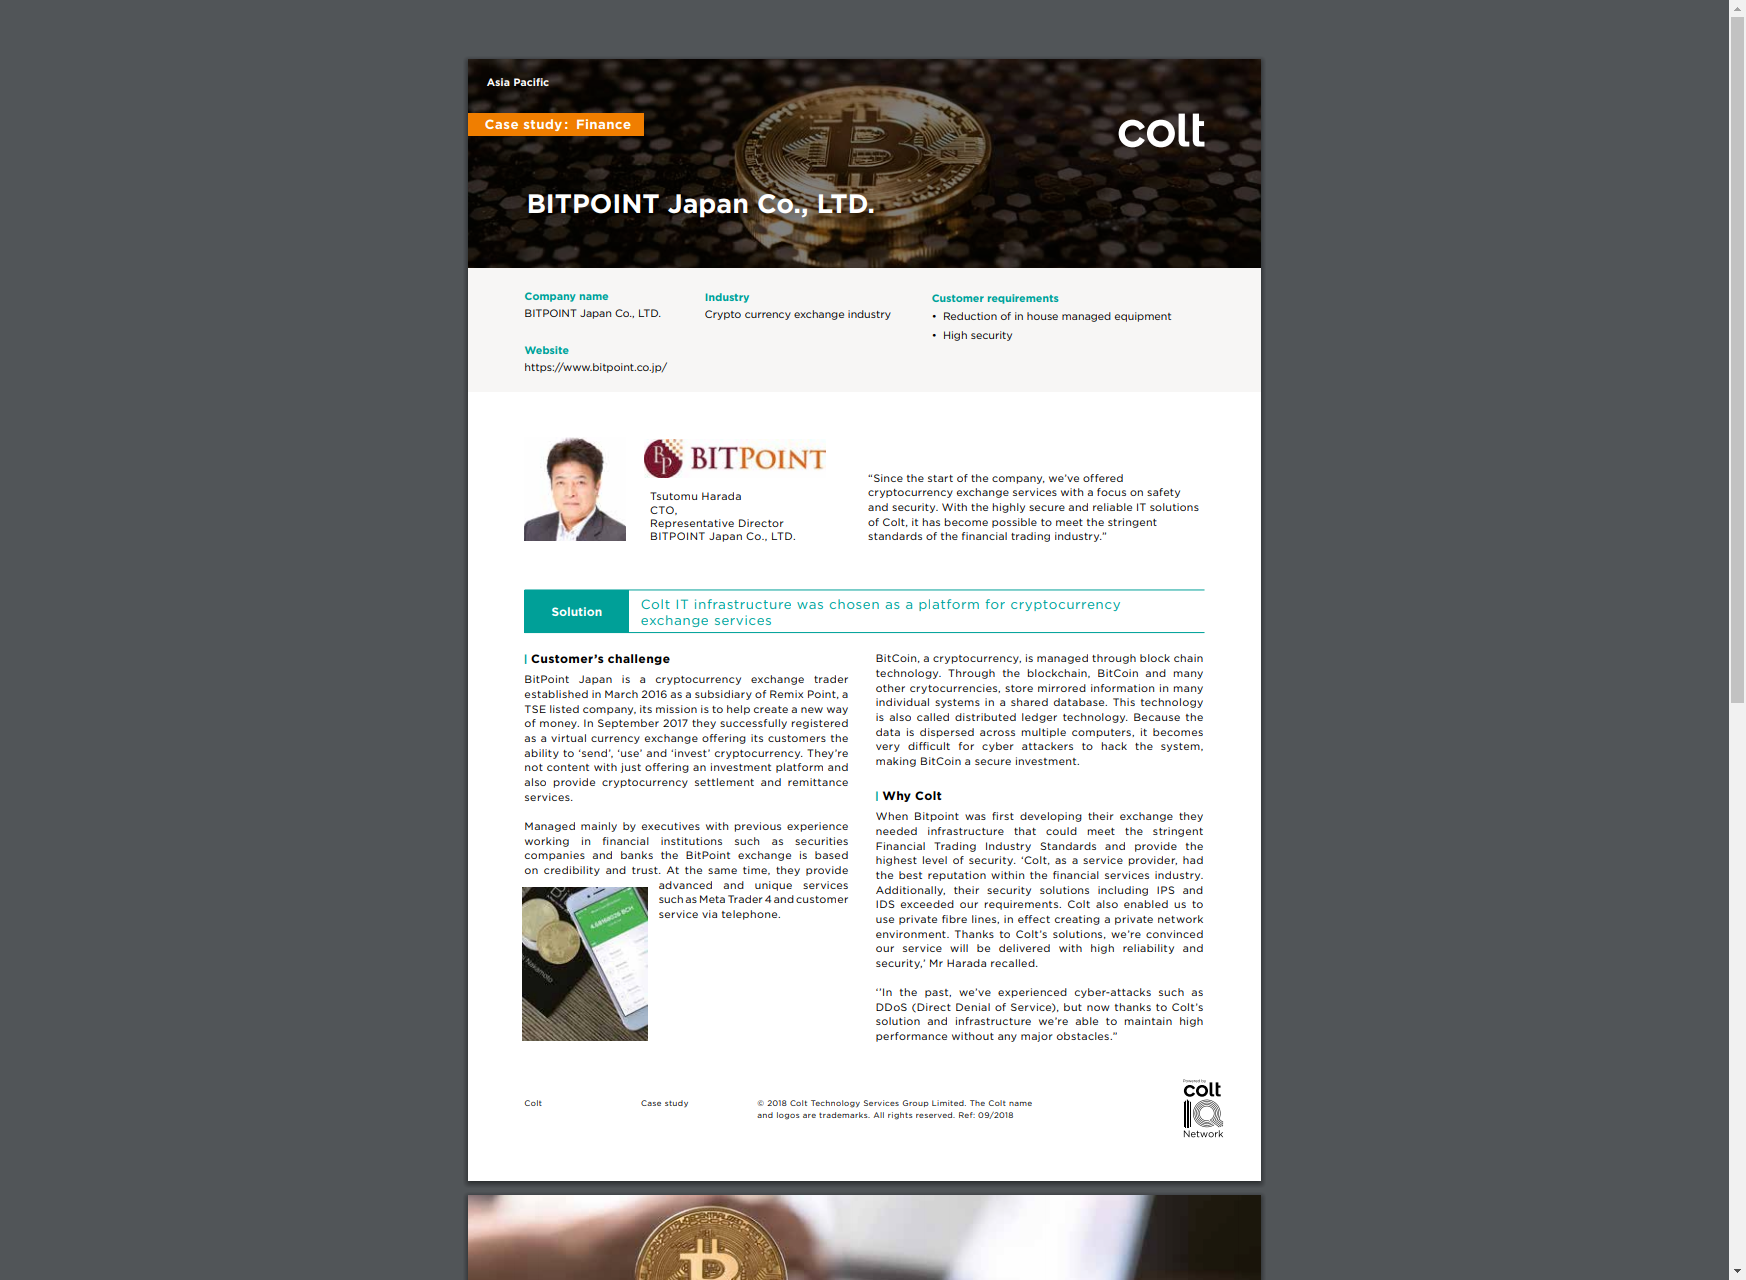 Asia Pacific
Case study: Finance
colt
BITPOINT Japan Co., LTD.
Company name
BITPOINT Japan Co., LTD.
Website
https://www.bitpoint.co.jp/
Industry
Crypto currency exchange industry
Customer requirements
• Reduction of in house managed equipment
• High security
BP BITPOINT
Tsutomu Harada
CTO,
Representative Director
BITPOINT Japan Co., LTD.
“Since the start of the company, we’ve offered
cryptocurrency exchange services with a focus on safety
and security. With the highly secure and reliable IT solutions
of Colt, it has become possible to meet the stringent
standards of the financial trading industry.”
Solution
Colt IT infrastructure was chosen as a platform for cryptocurrency
exchange services
| Customer’s challenge
BitPoint Japan is a cryptocurrency exchange trader
established in March 2016 as a subsidiary of Remix Point, a
TSE listed company, its mission is to help create a new way
of money. In September 2017 they successfully registered
as a virtual currency exchange offering its customers the
ability to ‘send’, ‘use’ and ‘invest’ cryptocurrency. They’re
not content with just offering an investment platform and
also provide cryptocurrency settlement and remittance
services.
Managed mainly by executives with previous experience
working in financial institutions such as securities
companies and banks the BitPoint exchange is based
on credibility and trust. At the same time, they provide
advanced and unique services
such as Meta Trader 4 and customer
service via telephone.
4.59168026 BCH
Nakamoto
BitCoin, a cryptocurrency, is managed through block chain
technology. Through the blockchain, BitCoin and many
other crytocurrencies, store mirrored information in many
individual systems in a shared database. This technology
is also called distributed ledger technology. Because the
data is dispersed across multiple computers, it becomes
very difficult for cyber attackers to hack the system,
making BitCoin a secure investment.
| Why Colt
When Bitpoint was first developing their exchange they
needed infrastructure that could meet the stringent
Financial Trading Industry Standards and provide the
highest level of security. ‘Colt, as a service provider, had
the best reputation within the financial services industry.
Additionally, their security solutions including IPS and
IDS exceeded our requirements. Colt also enabled us to
use private fibre lines, in effect creating a private network
environment. Thanks to Colt’s solutions, we’re convinced
our service will be delivered with high reliability and
security,’ Mr Harada recalled.
‘’In the past, we’ve experienced cyber-attacks such as
DDoS (Direct Denial of Service), but now thanks to Colt’s
solution and infrastructure we’re able to maintain high
performance without any major obstacles.”
Colt
Case study
© 2018 Colt Technology Services Group Limited. The Colt name
and logos are trademarks. All rights reserved. Ref: 09/2018
Powered by
colt
IQ
Network